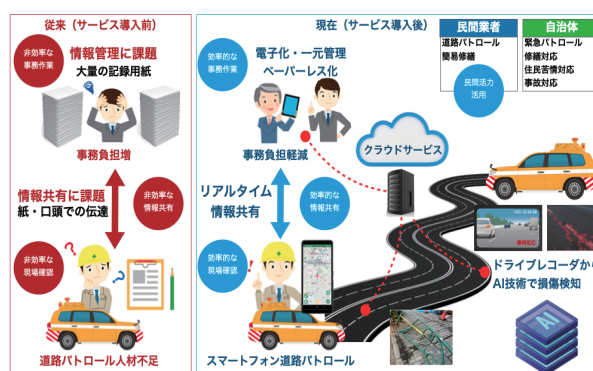 従来（サービス導入前）
非効率な
事務作業
情報管理に課題
大量の記録用紙
事務負担増
情報共有に課題
紙・口頭での伝達
非効率な
情報共有
非効率な
現場確認
道路パトロール人材不足
現在（サービス導入後）
効率的な
事務作業
電子化・一元管理
ペーパーレス化
事務負担軽減
リアルタイム
情報共有
効率的な
情報共有
効率的な
現場確認
スマートフォン道路パトロール
クラウドサービス
民間業者
道路パトロール
簡易修繕
民間活力
活用
自治体
緊急パトロール
修繕対応
住民苦情対応
事故対応
REC
ドライブレコーダから
AI技術で損傷検知
AI